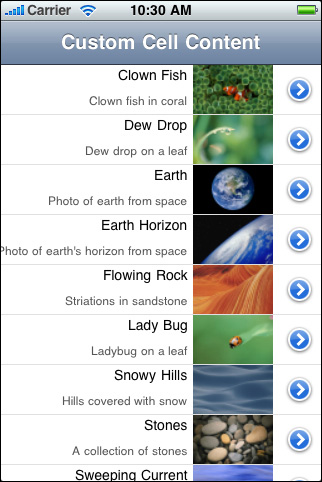 Carrier 10:30 AM
Custom Cell Content
Clown Fish
Clown fish in coral
Dew Drop
Dew drop on a leaf
Earth
Photo of earth from space
Earth Horizon
Photo of earth's horizon from space
Flowing Rock
Striations in sandstone
Lady Bug
Ladybug on a leaf
Snowy Hills
Hills covered with snow
Stones
A collection of stones
Sweeping Current